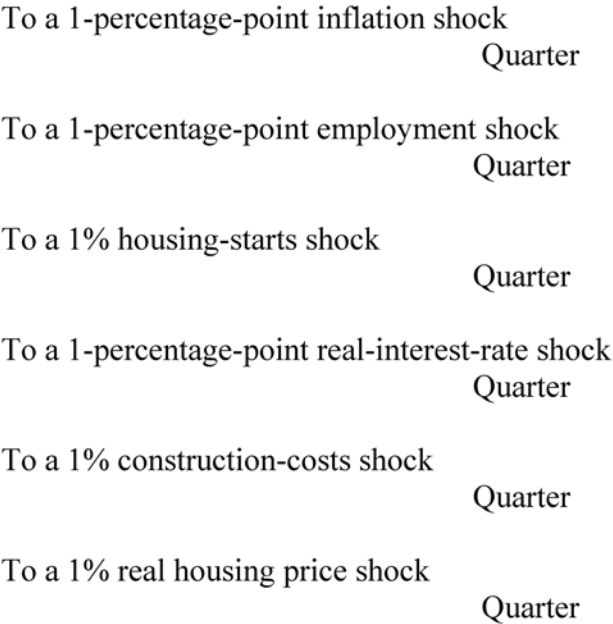 To a 1-percentage-point inflation shock
Quarter
To a 1-percentage-point employment shock
Quarter
To a 1% housing-starts shock
Quarter
To a 1-percentage-point real-interest-rate shock
Quarter
To a 1% construction-costs shock
Quarter
To a 1% real housing price shock
Quarter